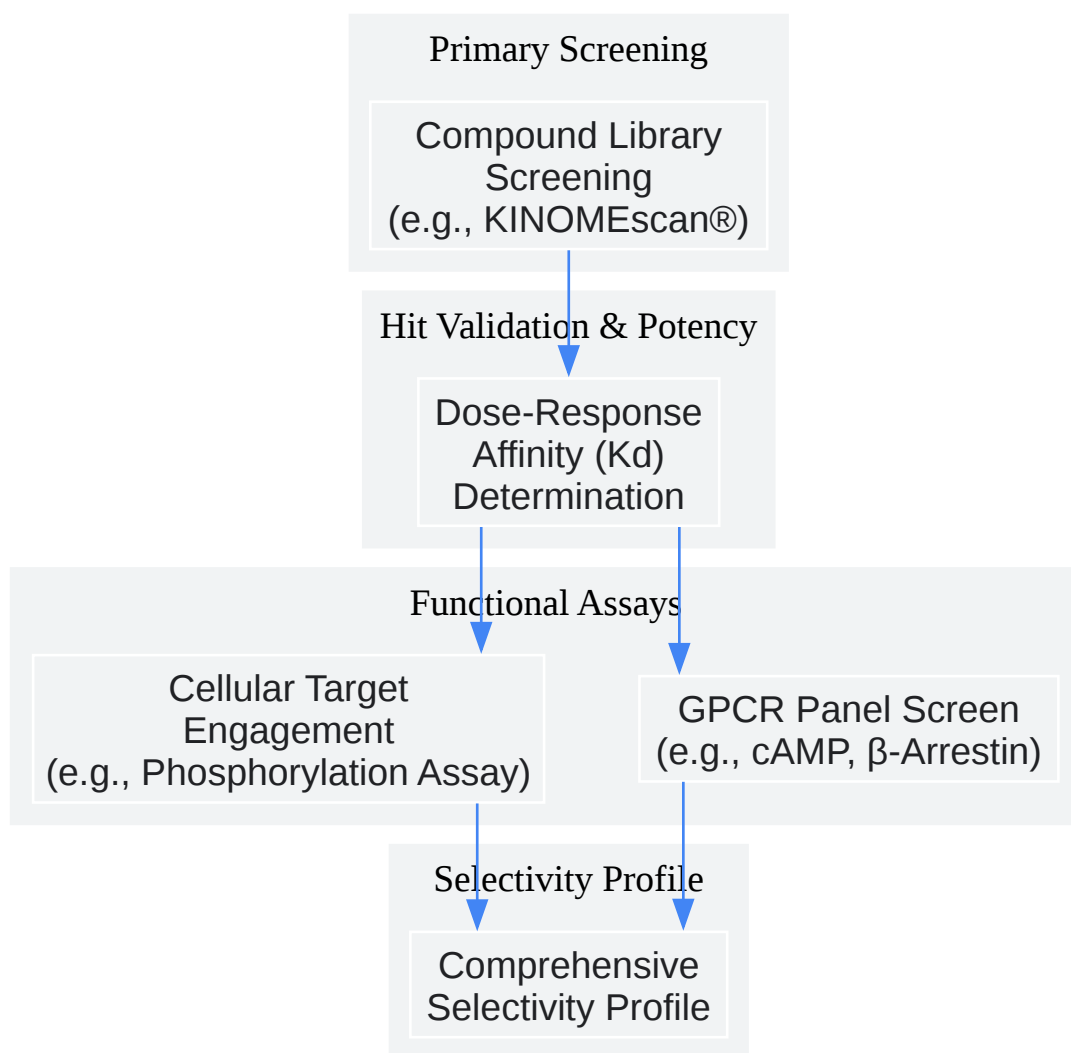 Primary Screening
Compound Library
Screening
(e.g., KINOMEscan®)
Hit Validation & Potency
Dose-Response
Affinity (Kd)
Determination
Functional Assays
Cellular Target
Engagement
(e.g., Phosphorylation Assay)
GPCR Panel Screen
(e.g., cAMP, β-Arrestin)
Selectivity Profile
Comprehensive
Selectivity Profile